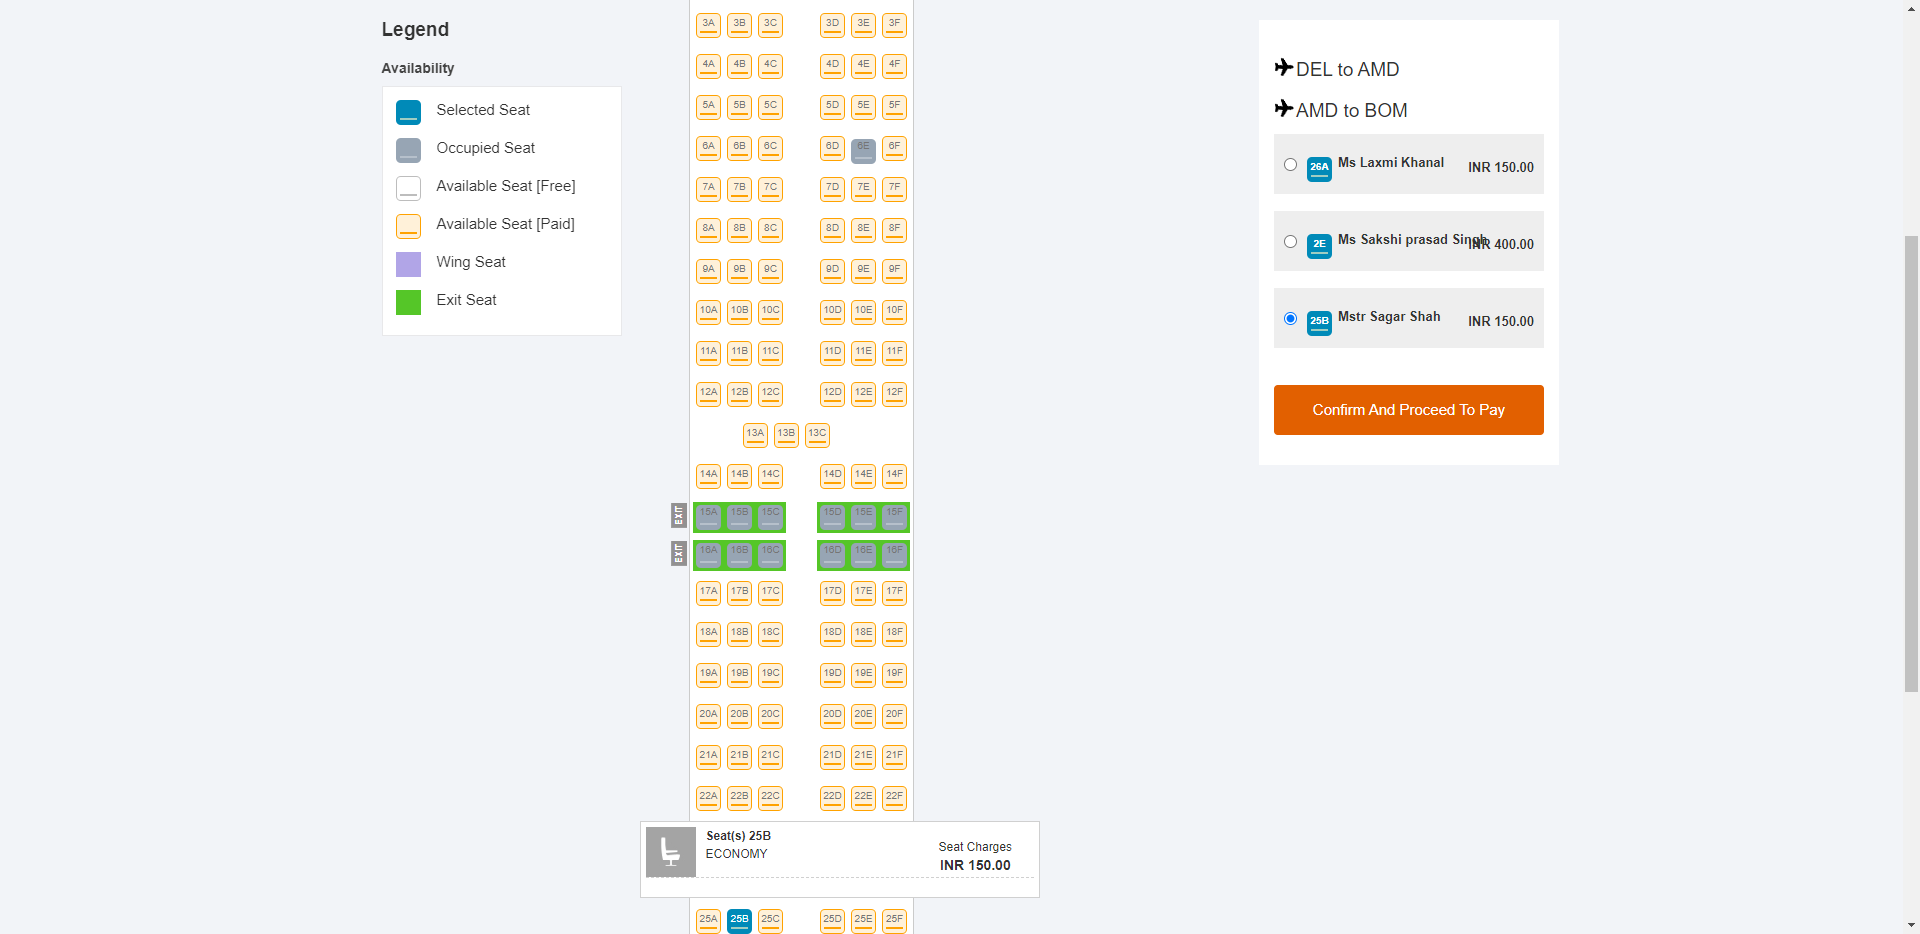 Legend
Availability
Selected Seat
Occupied Seat
Available Seat [Free]
Available Seat [Paid]
Wing Seat
Exit Seat
3A 3B 3C 3D 3E 3F
4A 4B 4C 4D 4E 4F
5A 5B 5C 5D 5E 5F
6A 6B 6C 6D 6E 6F
7A 7B 7C 7D 7E 7F
8A 8B 8C 8D 8E 8F
9A 9B 9C 9D 9E 9F
10A 10B 10C 10D 10E 10F
11A 11B 11C 11D 11E 11F
12A 12B 12C 12D 12E 12F
13A 13B 13C
14A 14B 14C 14D 14E 14F
EXIT 15A 15B 15C 15D 15E 15F
EXIT 16A 16B 16C 16D 16E 16F
17A 17B 17C 17D 17E 17F
18A 18B 18C 18D 18E 18F
19A 19B 19C 19D 19E 19F
20A 20B 20C 20D 20E 20F
21A 21B 21C 21D 21E 21F
22A 22B 22C 22D 22E 22F
Seat(s) 25B
ECONOMY
Seat Charges
INR 150.00
25A 25B 25C 25D 25E 25F
DEL to AMD
AMD to BOM
26A Ms Laxmi Khanal INR 150.00
2E Ms Sakshi prasad Singh INR 400.00
25B Mstr Sagar Shah INR 150.00
Confirm And Proceed To Pay